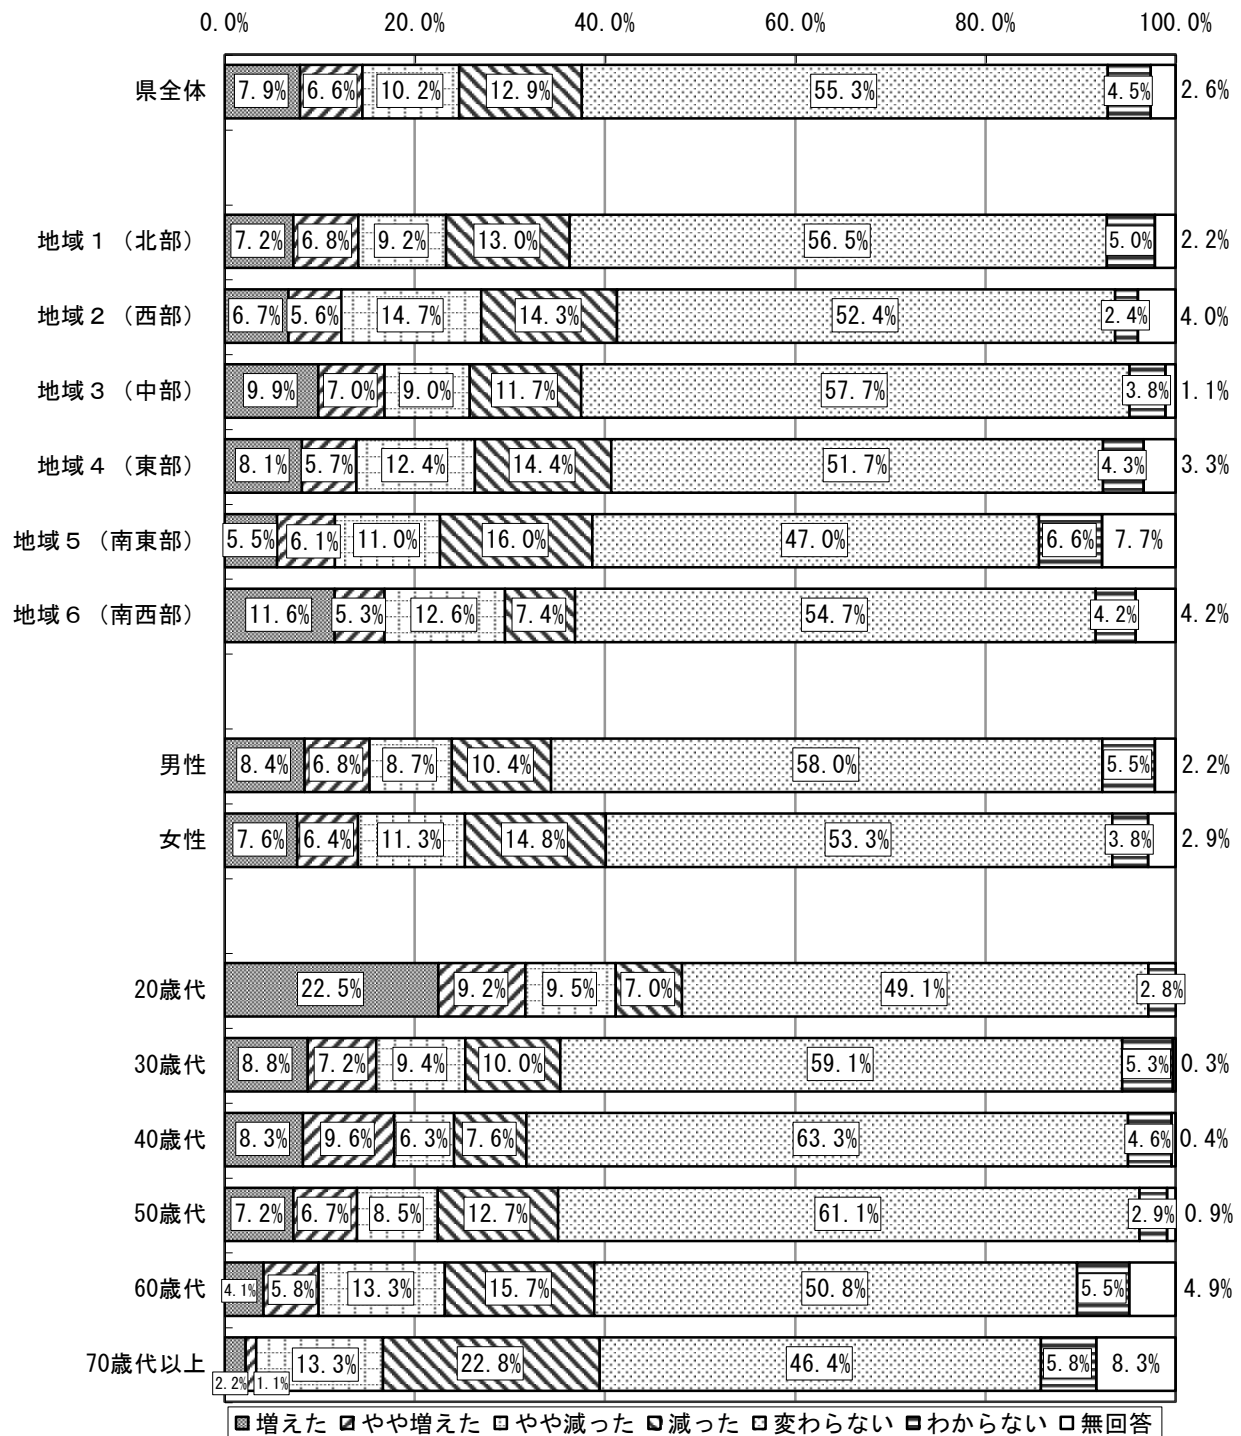 0.0% 20.0% 40.0% 60.0% 80.0% 100.0%
県全体 7.9% 6.6% 10.2% 12.9% 55.3% 4.5% 2.6%
地域1（北部） 7.2% 6.8% 9.2% 13.0% 56.5% 5.0% 2.2%
地域2（西部） 6.7% 5.6% 14.7% 14.3% 52.4% 2.4% 4.0%
地域3（中部） 9.9% 7.0% 9.0% 11.7% 57.7% 3.8% 1.1%
地域4（東部） 8.1% 5.7% 12.4% 14.4% 51.7% 4.3% 3.3%
地域5（南東部） 5.5% 6.1% 11.0% 16.0% 47.0% 6.6% 7.7%
地域6（南西部） 11.6% 5.3% 12.6% 7.4% 54.7% 4.2% 4.2%
男性 8.4% 6.8% 8.7% 10.4% 58.0% 5.5% 2.2%
女性 7.6% 6.4% 11.3% 14.8% 53.3% 3.8% 2.9%
20歳代 22.5% 9.2% 9.5% 7.0% 49.1% 2.8%
30歳代 8.8% 7.2% 9.4% 10.0% 59.1% 5.3% 0.3%
40歳代 8.3% 9.6% 6.3% 7.6% 63.3% 4.6% 0.4%
50歳代 7.2% 6.7% 8.5% 12.7% 61.1% 2.9% 0.9%
60歳代 4.1% 5.8% 13.3% 15.7% 50.8% 5.5% 4.9%
70歳代以上 2.2% 1.1% 13.3% 22.8% 46.4% 5.8% 8.3%
増えた やや増えた やや減った 減った 変わらない わからない 無回答